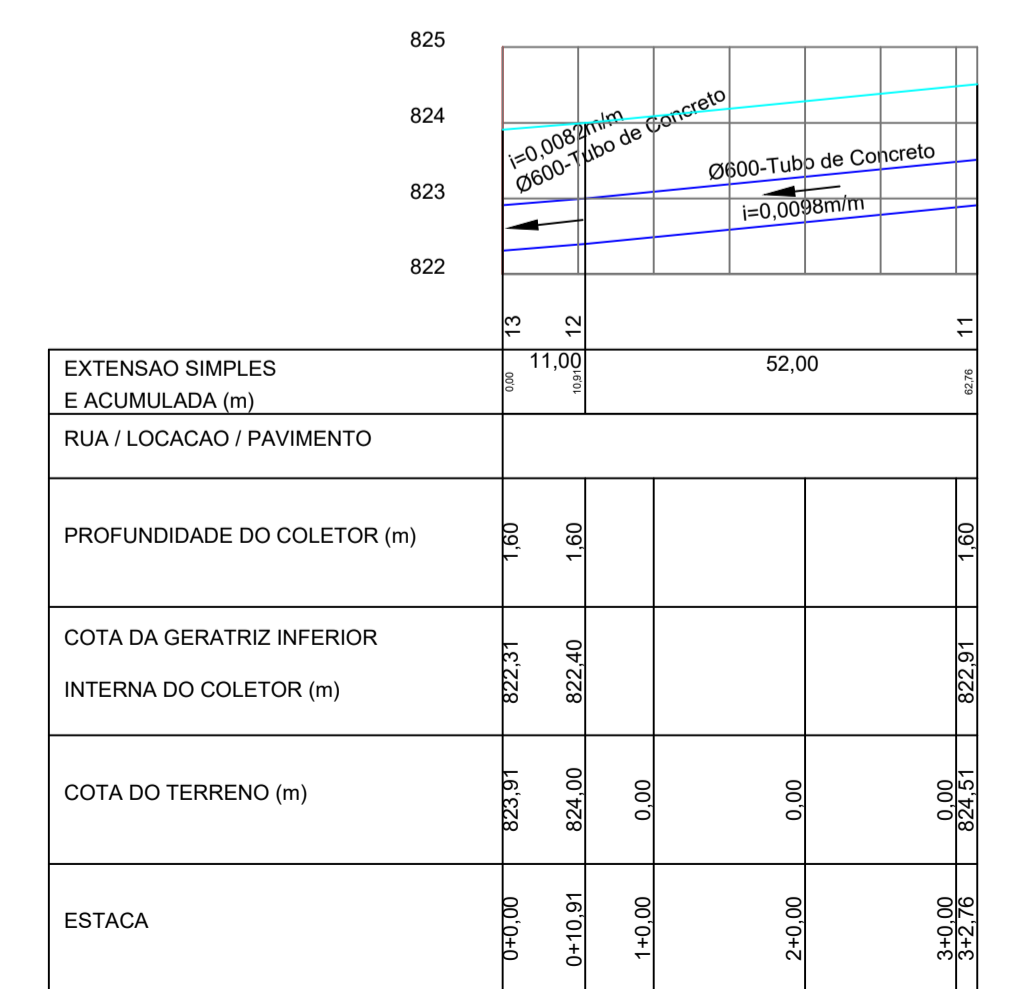 825
824
823
822
i=0,0082m/m
Ø600-Tubo de Concreto
Ø600-Tubo de Concreto
i=0,0098m/m
13
12
11
EXTENSAO SIMPLES
E ACUMULADA (m)
11,00
52,00
0,00
10,91
62,76
RUA / LOCACAO / PAVIMENTO
PROFUNDIDADE DO COLETOR (m)
1,60
1,60
1,60
COTA DA GERATRIZ INFERIOR
INTERNA DO COLETOR (m)
822,31
822,40
822,91
COTA DO TERRENO (m)
823,91
824,00
0,00
0,00
0,00
824,51
ESTACA
0+0,00
0+10,91
1+0,00
2+0,00
3+0,00
3+2,76